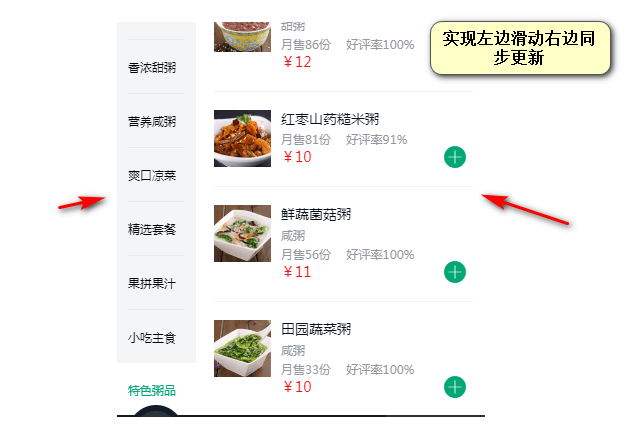 甜粥
月售86份 好评率100%
￥12
实现左边滑动右边同
步更新
香浓甜粥
营养咸粥
爽口凉菜
精选套餐
果拼果汁
小吃主食
特色粥品
红枣山药糙米粥
月售81份 好评率91%
￥10
鲜蔬菌菇粥
咸粥
月售56份 好评率100%
￥11
田园蔬菜粥
咸粥
月售33份 好评率100%
￥10